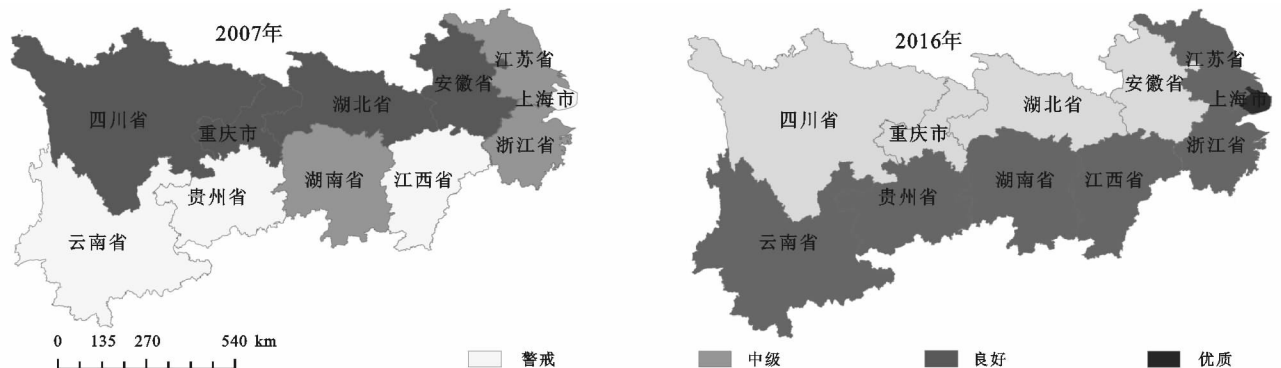 2007年
江苏省
安徽省
上海市
湖北省
四川省
重庆市
浙江省
湖南省
江西省
贵州省
云南省
0 135 270 540 km
2016年
江苏省
安徽省
上海市
湖北省
四川省
重庆市
浙江省
湖南省
江西省
贵州省
云南省
警戒 中级 良好 优质